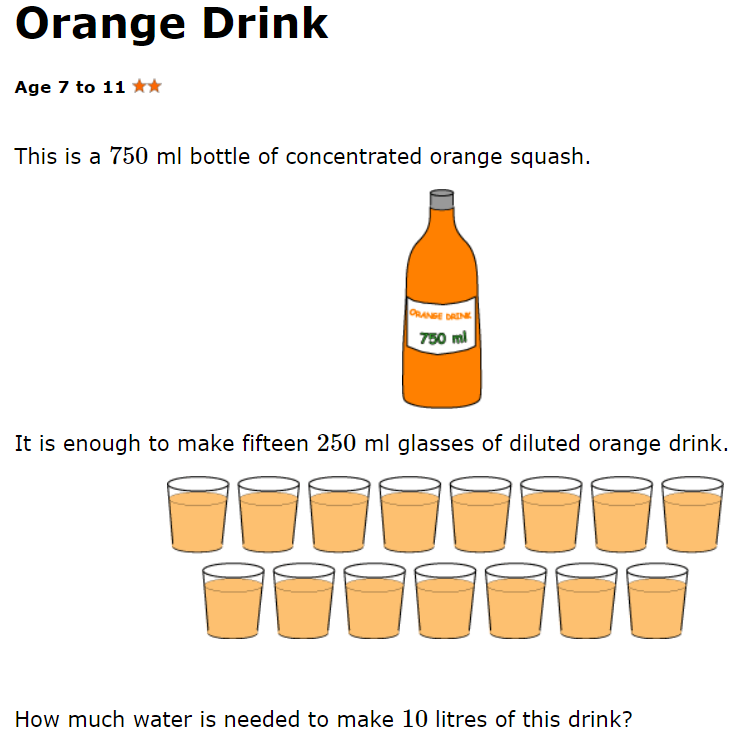 Orange Drink
Age 7 to 11
This is a 750 ml bottle of concentrated orange squash.
ORANGE DRINK
750 ml
It is enough to make fifteen 250 ml glasses of diluted orange drink.
How much water is needed to make 10 litres of this drink?